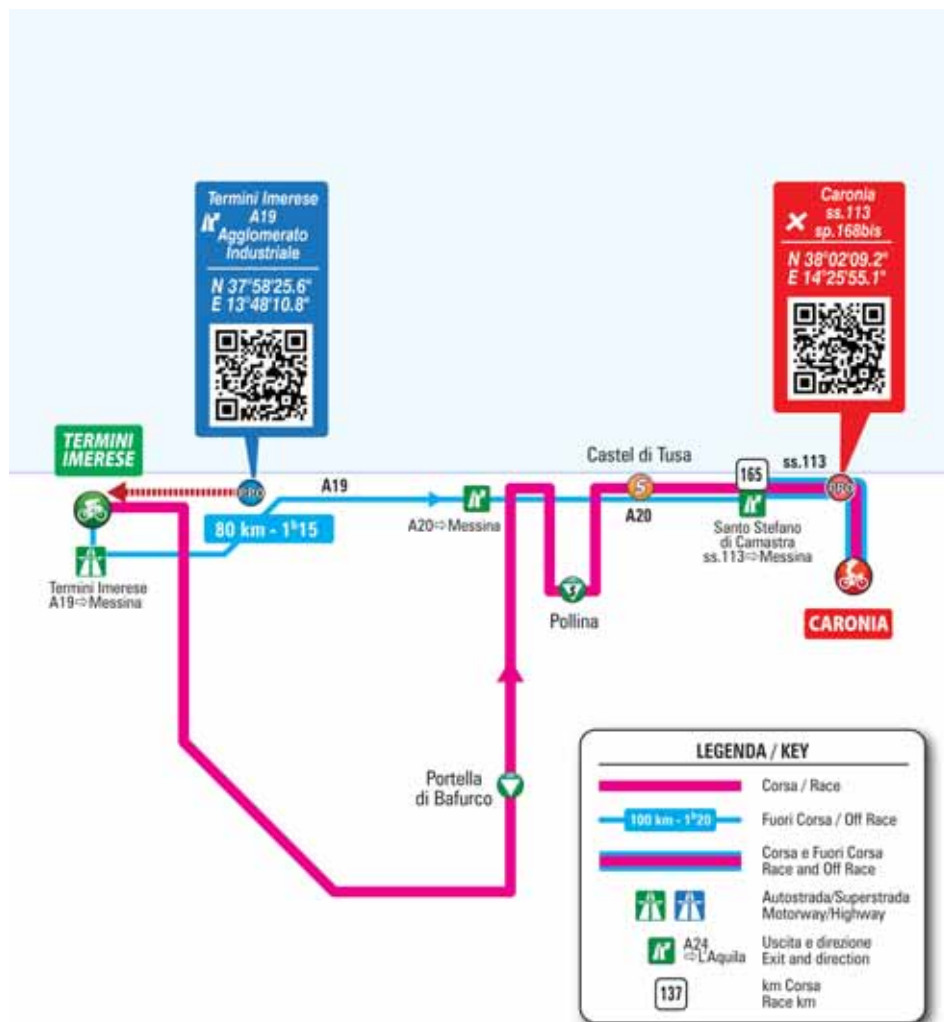 Termini Imerese
A19
Agglomerato
Industriale
N 37°58'25.6"
E 13°48'10.8"
Caronia
ss.113
sp.168bis
N 38°02'09.2"
E 14°25'55.1"
TERMINI
IMERESE
PRO
A19
80 km - 1h15
Termini Imerese
A19⇨Messina
A20⇨Messina
Castel di Tusa
S
A20
165
ss.113
PRO
Santo Stefano
di Camastra
ss.113⇨Messina
Pollina
CARONIA
Portella
di Bafurco
LEGENDA / KEY
Corsa / Race
100 km - 1h20
Fuori Corsa / Off Race
Corsa e Fuori Corsa
Race and Off Race
Autostrada/Superstrada
Motorway/Highway
A24
⇨L'Aquila
Uscita e direzione
Exit and direction
137
km Corsa
Race km